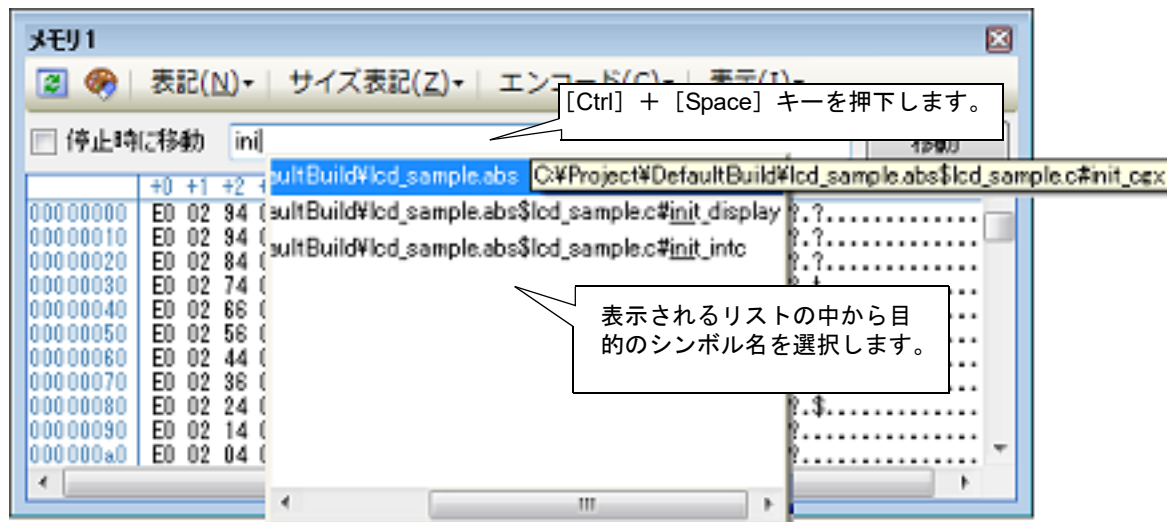 メモリ1
表記(N) サイズ表記(Z)
［Ctrl］＋［Space］キーを押下します。
停止時に移動 ini
aultBuild¥lcd_sample.abs C:¥Project¥DefaultBuild¥lcd_sample.abs$lcd_sample.c#init_cgx
+0 +1 +2
aultBuild¥lcd_sample.abs$lcd_sample.c#init_display
aultBuild¥lcd_sample.abs$lcd_sample.c#init_intc
00000000 E0 02 94
00000010 E0 02 94
00000020 E0 02 84
00000030 E0 02 74
00000040 E0 02 66
00000050 E0 02 56
00000060 E0 02 44
00000070 E0 02 36
00000080 E0 02 24
00000090 E0 02 14
000000a0 E0 02 04
表示されるリストの中から目
的のシンボル名を選択します。